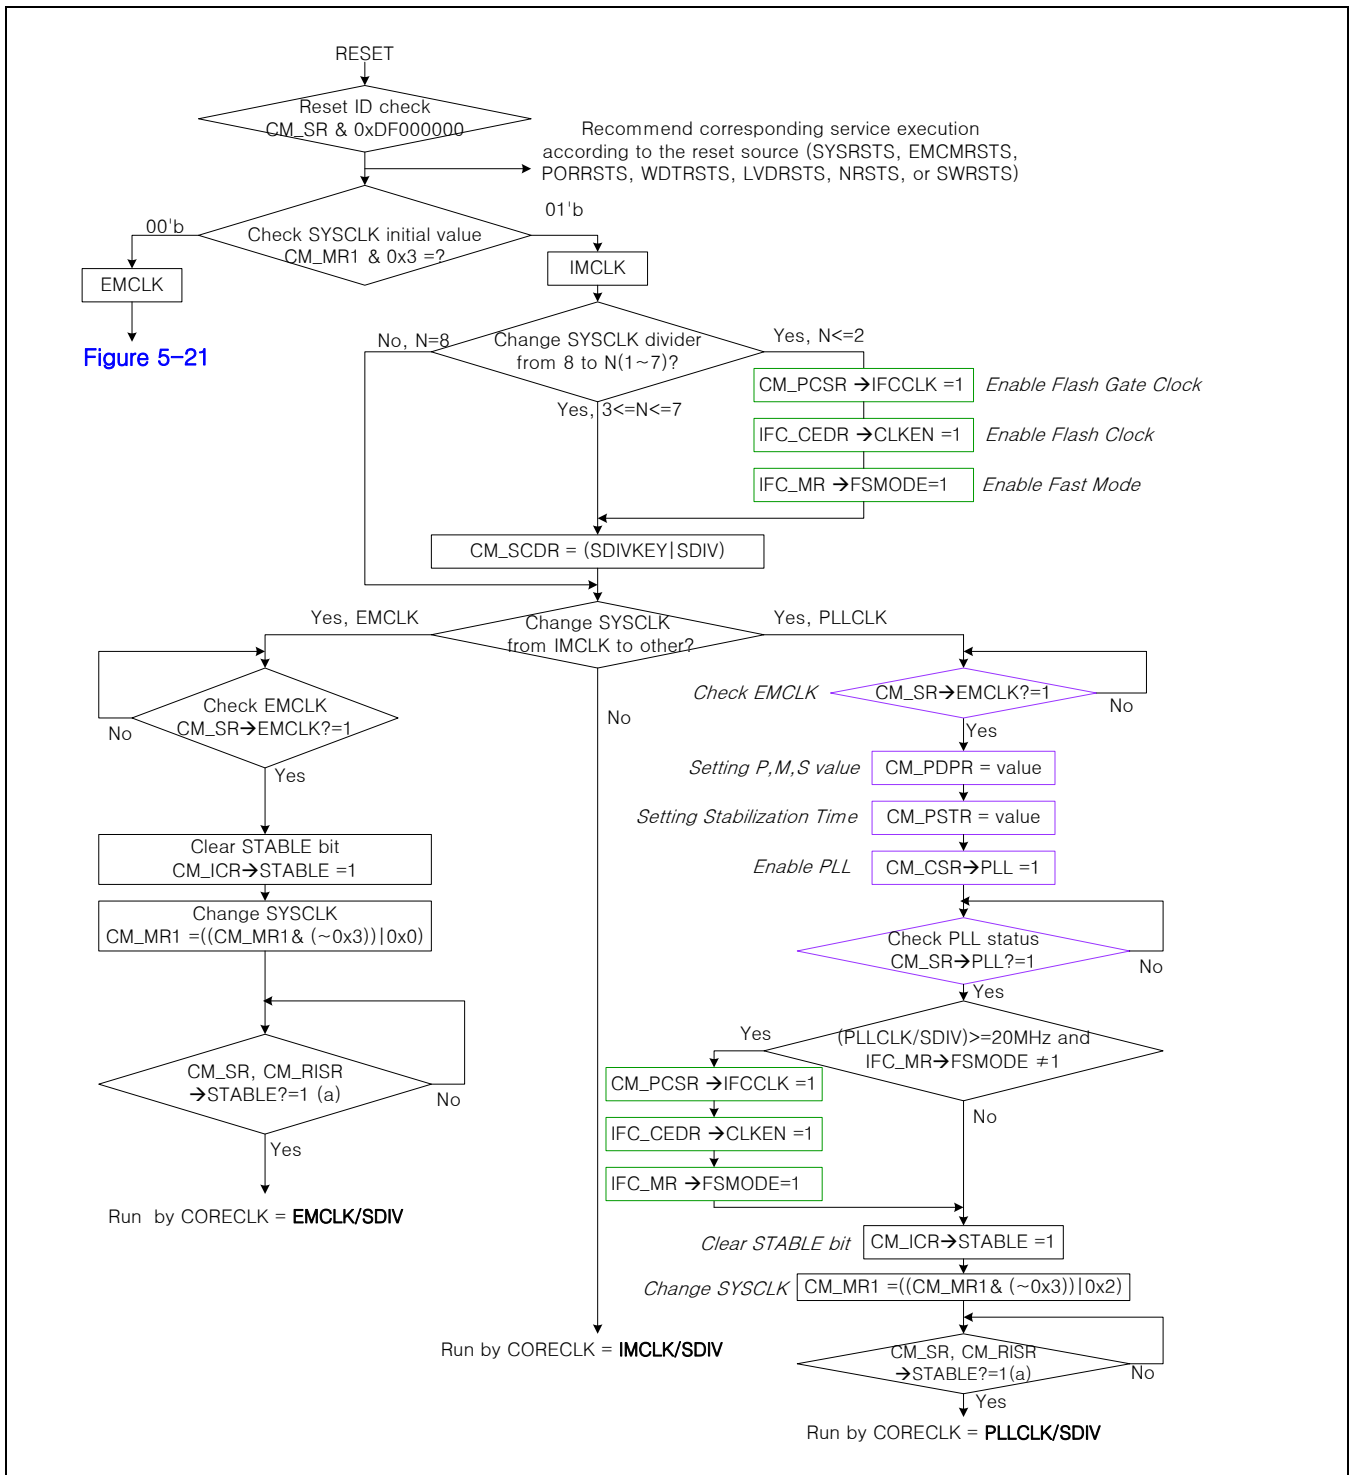 RESET
Reset ID check
CM_SR & 0xDF000000
Recommend corresponding service execution
according to the reset source (SYSRSTS, EMCMRSTS,
PORRSTS, WDTRSTS, LVDRSTS, NRSTS, or SWRSTS)
00'b
01'b
Check SYSCLK initial value
CM_MR1 & 0x3 =?
EMCLK
IMCLK
Figure 5-21
No, N=8
Change SYSCLK divider
from 8 to N(1~7)?
Yes, N<=2
Yes, 3<=N<=7
CM_PCSR →IFCCLK =1
Enable Flash Gate Clock
IFC_CEDR →CLKEN =1
Enable Flash Clock
IFC_MR →FSMODE=1
Enable Fast Mode
CM_SCDR = (SDIVKEY|SDIV)
Yes, EMCLK
Change SYSCLK
from IMCLK to other?
Yes, PLLCLK
Check EMCLK
CM_SR→EMCLK?=1
No
Yes
No
Check EMCLK
CM_SR→EMCLK?=1
No
Yes
Setting P,M,S value
CM_PDPR = value
Setting Stabilization Time
CM_PSTR = value
Enable PLL
CM_CSR→PLL =1
Clear STABLE bit
CM_ICR→STABLE =1
Change SYSCLK
CM_MR1 =((CM_MR1& (~0x3))|0x0)
Check PLL status
CM_SR→PLL?=1
No
Yes
CM_SR, CM_RISR
→STABLE?=1 (a)
No
Yes
Run by CORECLK = EMCLK/SDIV
Yes
(PLLCLK/SDIV)>=20MHz and
IFC_MR→FSMODE ≠1
No
CM_PCSR →IFCCLK =1
IFC_CEDR →CLKEN =1
IFC_MR →FSMODE=1
Clear STABLE bit
CM_ICR→STABLE =1
Change SYSCLK
CM_MR1 =((CM_MR1& (~0x3))|0x2)
Run by CORECLK = IMCLK/SDIV
CM_SR, CM_RISR
→STABLE?=1(a)
No
Yes
Run by CORECLK = PLLCLK/SDIV